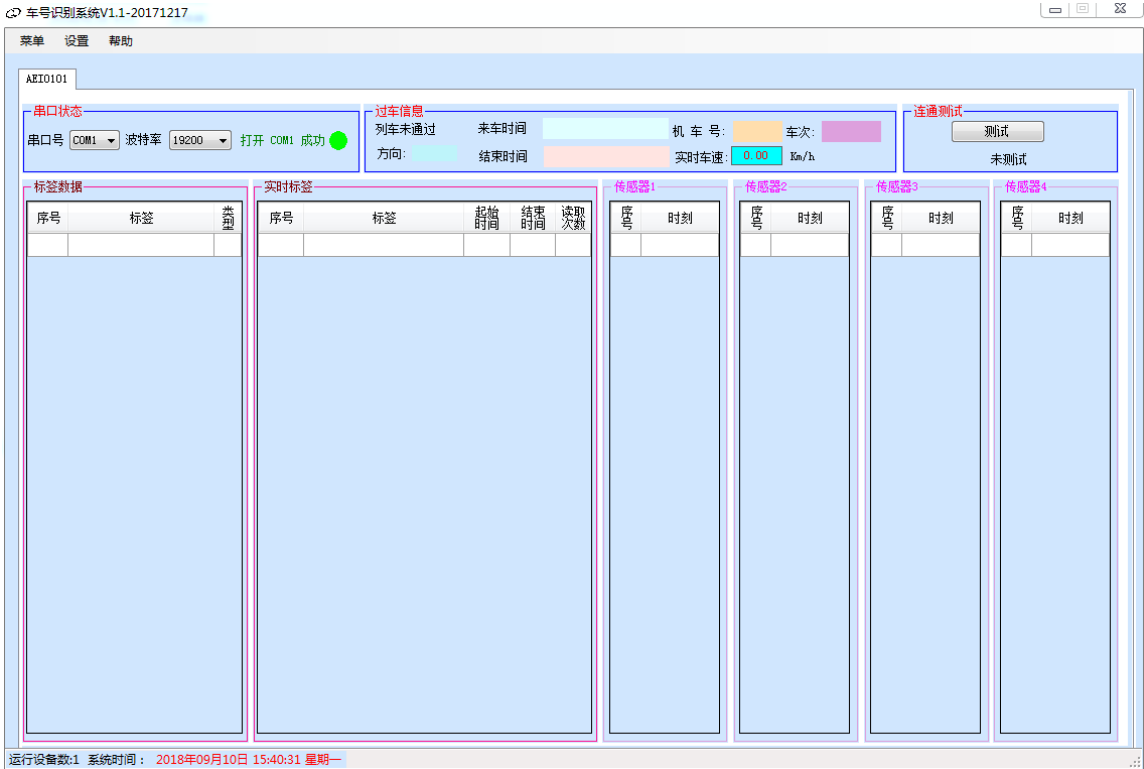 车号识别系统V1.1-20171217
菜单 设置 帮助
AEI0101
串口状态
串口号 COM1 波特率 19200 打开 COM1 成功
过车信息
列车未通过 来车时间 机 车 号: 车次:
方向: 结束时间 实时车速: 0.00 Km/h
连通测试
测试
未测试
标签数据
序号 标签 类型
实时标签
序号 标签 起始时间 结束时间 读取次数
传感器1
序号 时刻
传感器2
序号 时刻
传感器3
序号 时刻
传感器4
序号 时刻
运行设备数:1 系统时间： 2018年09月10日 15:40:31 星期一